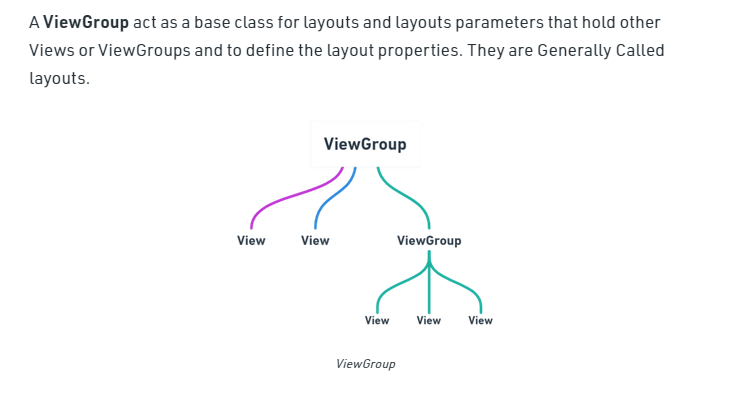 A ViewGroup act as a base class for layouts and layouts parameters that hold other
Views or ViewGroups and to define the layout properties. They are Generally Called
layouts.
ViewGroup
View View ViewGroup
View View View
ViewGroup